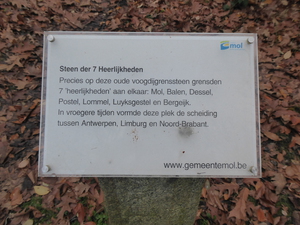 mol
Steen der 7 Heerlijkheden
Precies op deze oude voogdijgrenssteen grensden
7 'heerlijkheden' aan elkaar: Mol, Balen, Dessel,
Postel, Lommel, Luyksgestel en Bergeijk.
In vroegere tijden vormde deze plek de scheiding
tussen Antwerpen, Limburg en Noord-Brabant.
www.gemeentemol.be